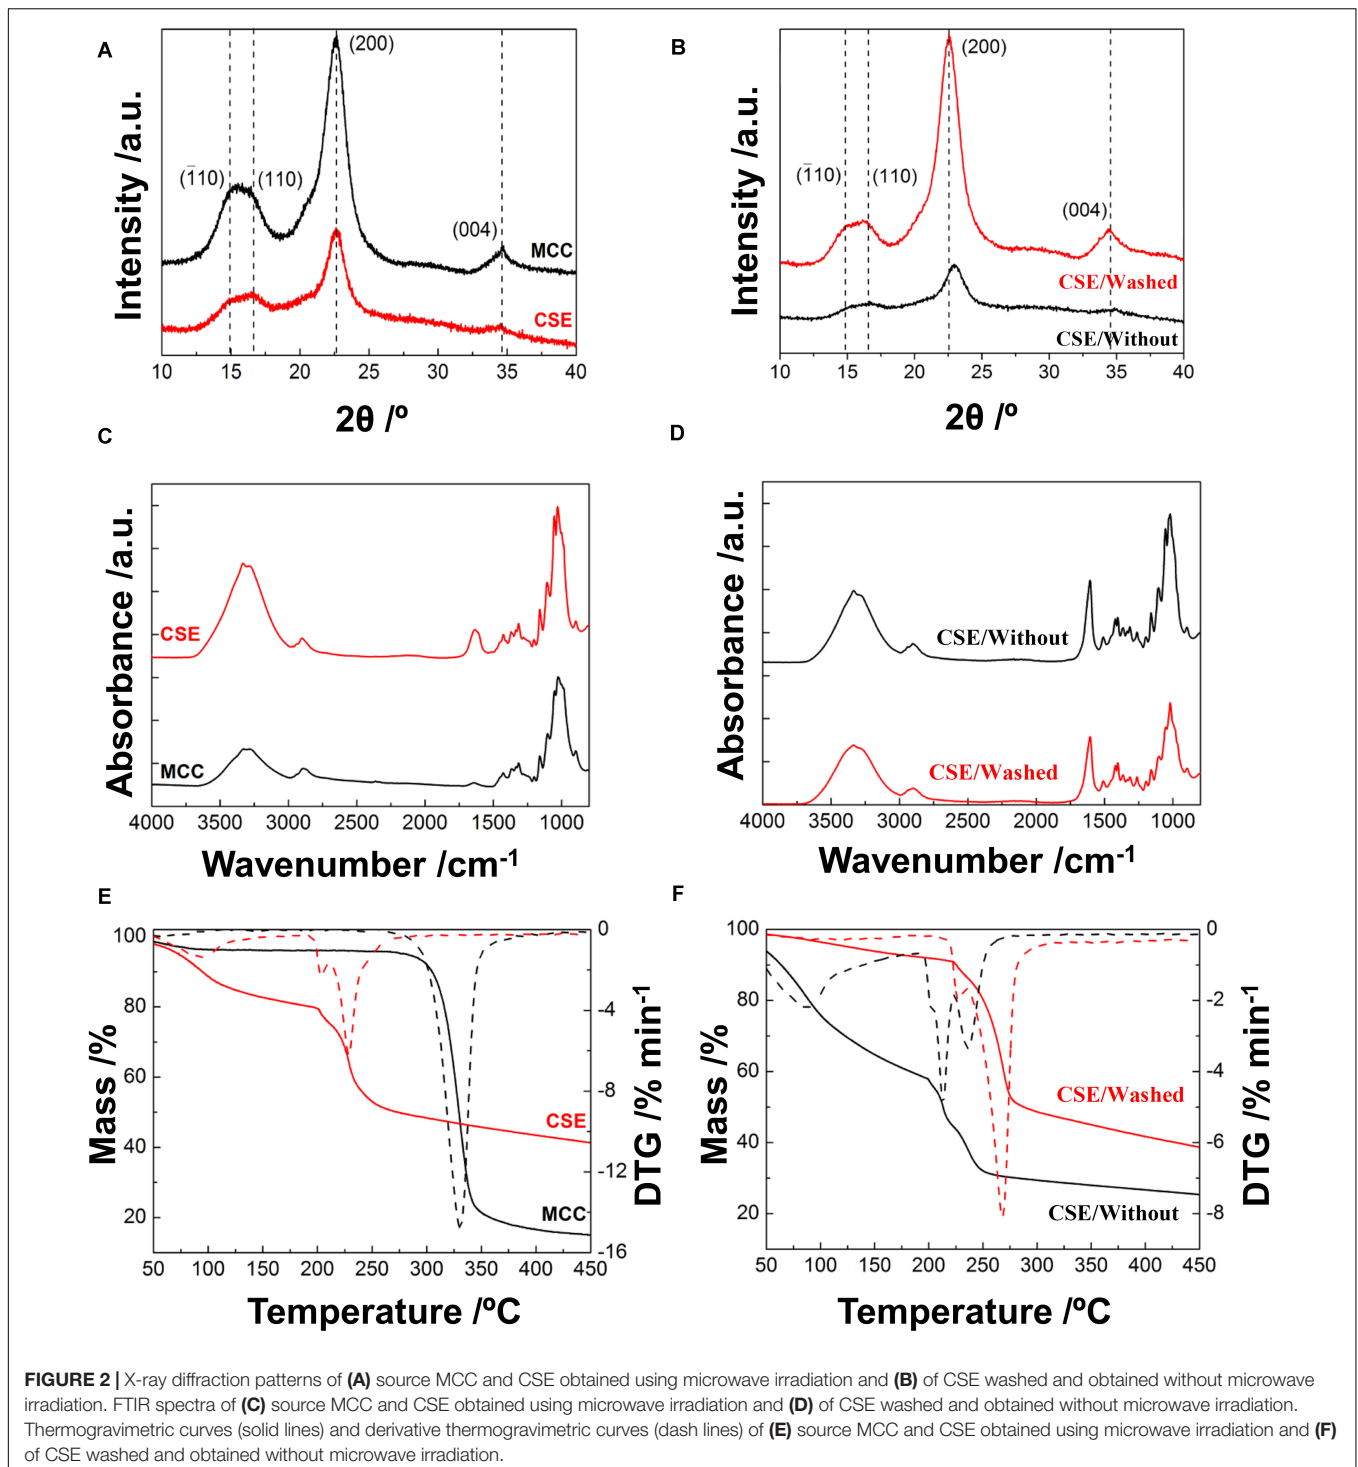 A
(200)
(1̅10)
(110)
(004)
MCC
CSE
Intensity /a.u.
10 15 20 25 30 35 40
2θ /º
B
(200)
(1̅10)
(110)
(004)
CSE/Washed
CSE/Without
Intensity /a.u.
10 15 20 25 30 35 40
2θ /º
C
CSE
MCC
Absorbance /a.u.
4000 3500 3000 2500 2000 1500 1000
Wavenumber /cm-1
D
CSE/Without
CSE/Washed
Absorbance /a.u.
4000 3500 3000 2500 2000 1500 1000
Wavenumber /cm-1
E
100
80
60
40
20
Mass /%
0
-4
-8
-12
-16
DTG /% min-1
CSE
MCC
50 100 150 200 250 300 350 400 450
Temperature /ºC
F
100
80
60
40
20
Mass /%
0
-2
-4
-6
-8
DTG /% min-1
CSE/Washed
CSE/Without
50 100 150 200 250 300 350 400 450
Temperature /ºC
FIGURE 2 | X-ray diffraction patterns of (A) source MCC and CSE obtained using microwave irradiation and (B) of CSE washed and obtained without microwave
irradiation. FTIR spectra of (C) source MCC and CSE obtained using microwave irradiation and (D) of CSE washed and obtained without microwave irradiation.
Thermogravimetric curves (solid lines) and derivative thermogravimetric curves (dash lines) of (E) source MCC and CSE obtained using microwave irradiation and (F)
of CSE washed and obtained without microwave irradiation.